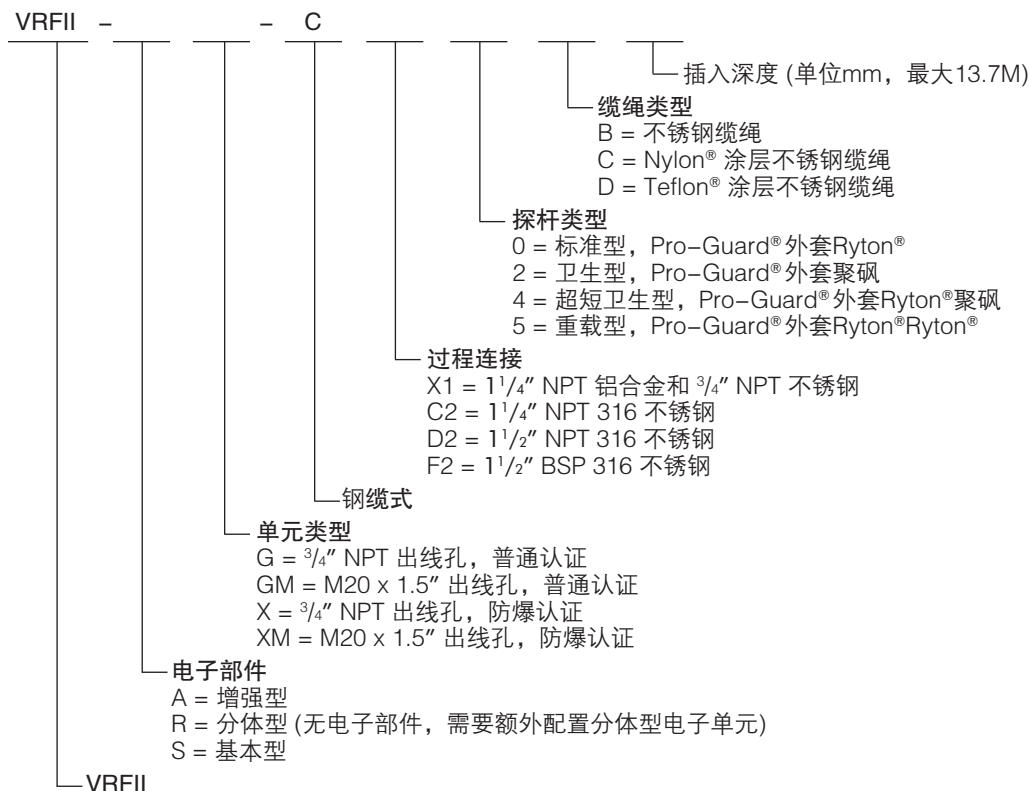 VRFII – – C
插入深度 (单位mm，最大13.7M)
缆绳类型
B = 不锈钢缆绳
C = Nylon® 涂层不锈钢缆绳
D = Teflon® 涂层不锈钢缆绳
探杆类型
0 = 标准型，Pro–Guard®外套Ryton®
2 = 卫生型，Pro–Guard®外套聚砜
4 = 超短卫生型，Pro–Guard®外套Ryton®聚砜
5 = 重载型，Pro–Guard®外套Ryton®Ryton®
过程连接
X1 = 1¹/₄″ NPT 铝合金和 ³/₄″ NPT 不锈钢
C2 = 1¹/₄″ NPT 316 不锈钢
D2 = 1¹/₂″ NPT 316 不锈钢
F2 = 1¹/₂″ BSP 316 不锈钢
钢缆式
单元类型
G = ³/₄″ NPT 出线孔，普通认证
GM = M20 x 1.5″ 出线孔，普通认证
X = ³/₄″ NPT 出线孔，防爆认证
XM = M20 x 1.5″ 出线孔，防爆认证
电子部件
A = 增强型
R = 分体型 (无电子部件，需要额外配置分体型电子单元)
S = 基本型
VRFII